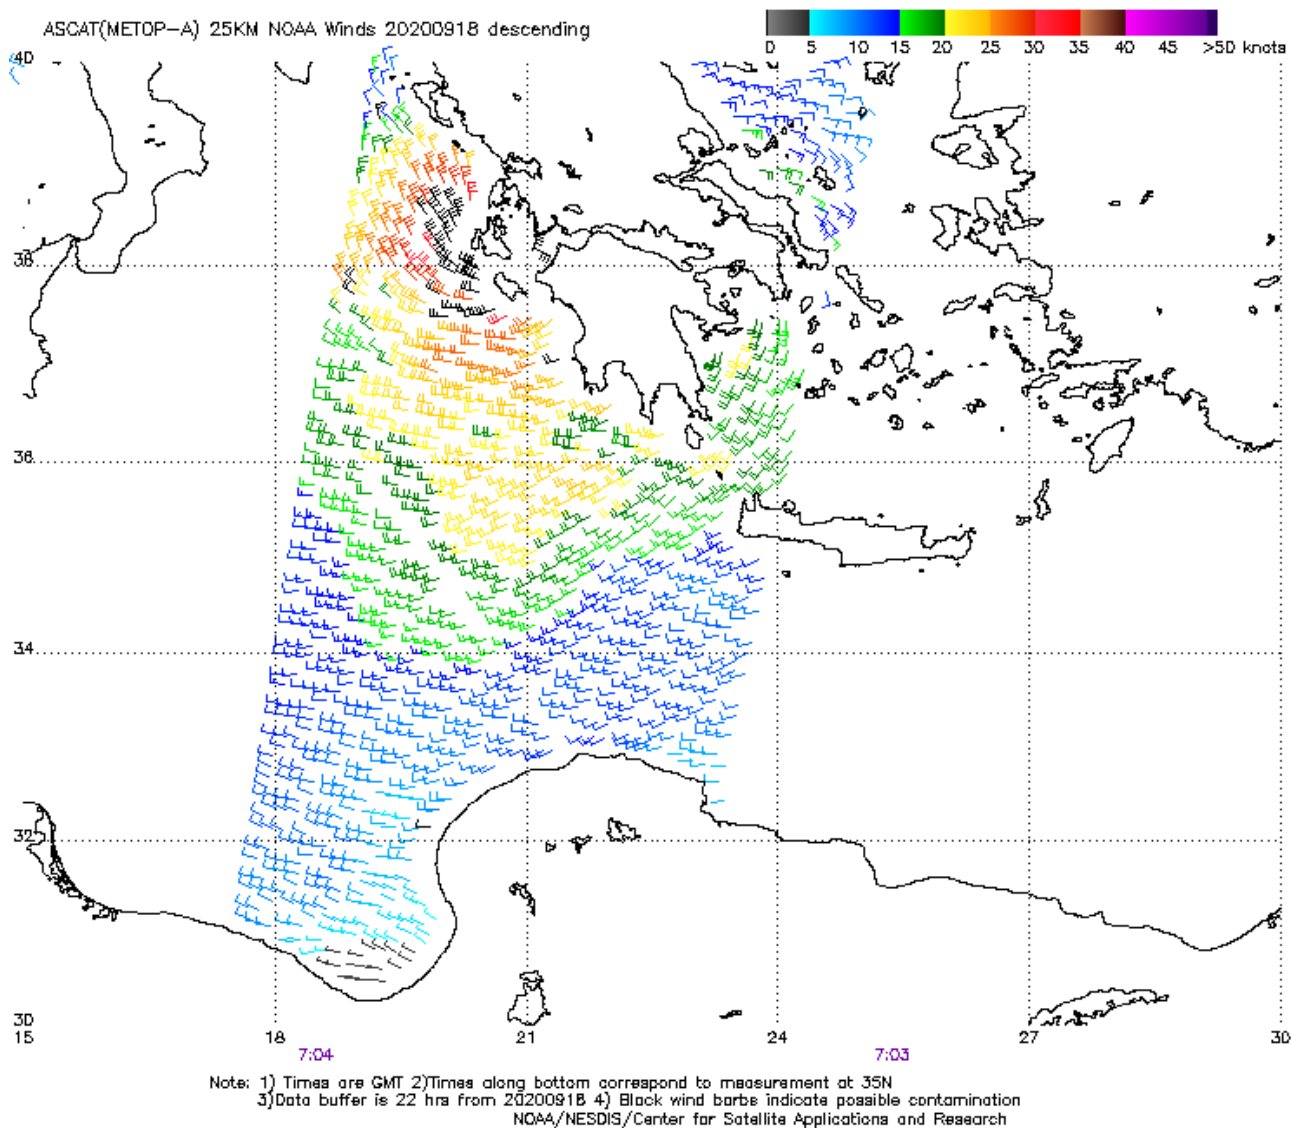 ASCAT(METOP-A) 25KM NOAA Winds 20200918 descending
0 5 10 15 20 25 30 35 40 45 >50 knots
40
38
36
34
32
30
15 18 21 24 27 30
7:04 7:03
Note: 1) Times are GMT 2)Times along bottom correspond to measurement at 35N
3)Data buffer is 22 hrs from 20200918 4) Black wind barbs indicate possible contamination
NOAA/NESDIS/Center for Satellite Applications and Research